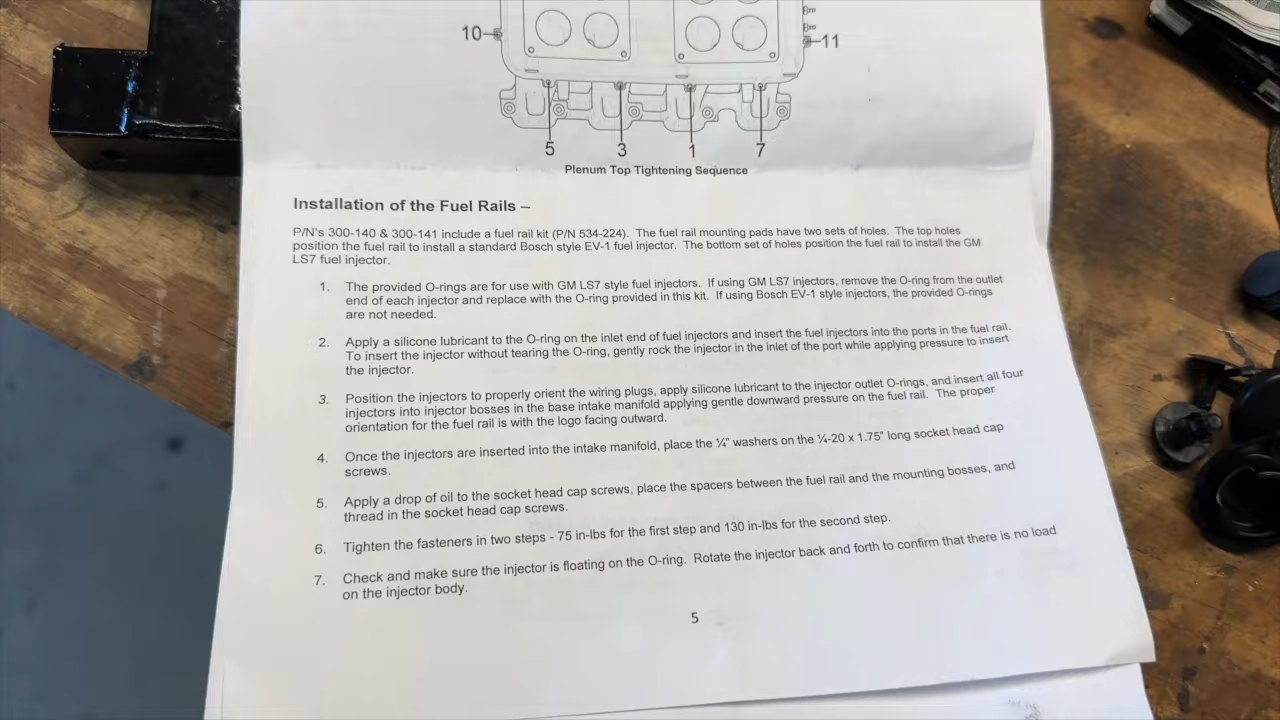 10
11
5 3 1 7
Plenum Top Tightening Sequence
Installation of the Fuel Rails –
P/N's 300-140 & 300-141 include a fuel rail kit (P/N 534-224). The fuel rail mounting pads have two sets of holes. The top holes
position the fuel rail to install a standard Bosch style EV-1 fuel injector. The bottom set of holes position the fuel rail to install the GM
LS7 fuel injector.
1. The provided O-rings are for use with GM LS7 style fuel injectors. If using GM LS7 injectors, remove the O-ring from the outlet
end of each injector and replace with the O-ring provided in this kit. If using Bosch EV-1 style injectors, the provided O-rings
are not needed.
2. Apply a silicone lubricant to the O-ring on the inlet end of fuel injectors and insert the fuel injectors into the ports in the fuel rail.
To insert the injector without tearing the O-ring, gently rock the injector in the inlet of the port while applying pressure to insert
the injector.
3. Position the injectors to properly orient the wiring plugs, apply silicone lubricant to the injector outlet O-rings, and insert all four
injectors into injector bosses in the base intake manifold applying gentle downward pressure on the fuel rail. The proper
orientation for the fuel rail is with the logo facing outward.
4. Once the injectors are inserted into the intake manifold, place the ¼" washers on the ¼-20 x 1.75" long socket head cap
screws.
5. Apply a drop of oil to the socket head cap screws, place the spacers between the fuel rail and the mounting bosses, and
thread in the socket head cap screws.
6. Tighten the fasteners in two steps - 75 in-lbs for the first step and 130 in-lbs for the second step.
7. Check and make sure the injector is floating on the O-ring. Rotate the injector back and forth to confirm that there is no load
on the injector body.
5